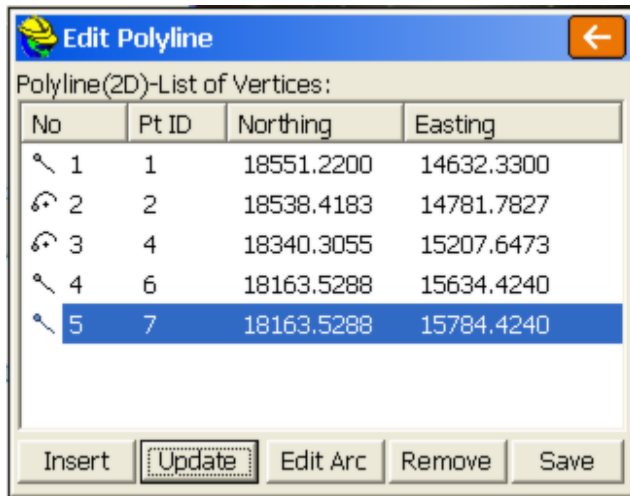 Edit Polyline
Polyline(2D)-List of Vertices:
No Pt ID Northing Easting
1 1 18551.2200 14632.3300
2 2 18538.4183 14781.7827
3 4 18340.3055 15207.6473
4 6 18163.5288 15634.4240
5 7 18163.5288 15784.4240
Insert Update Edit Arc Remove Save